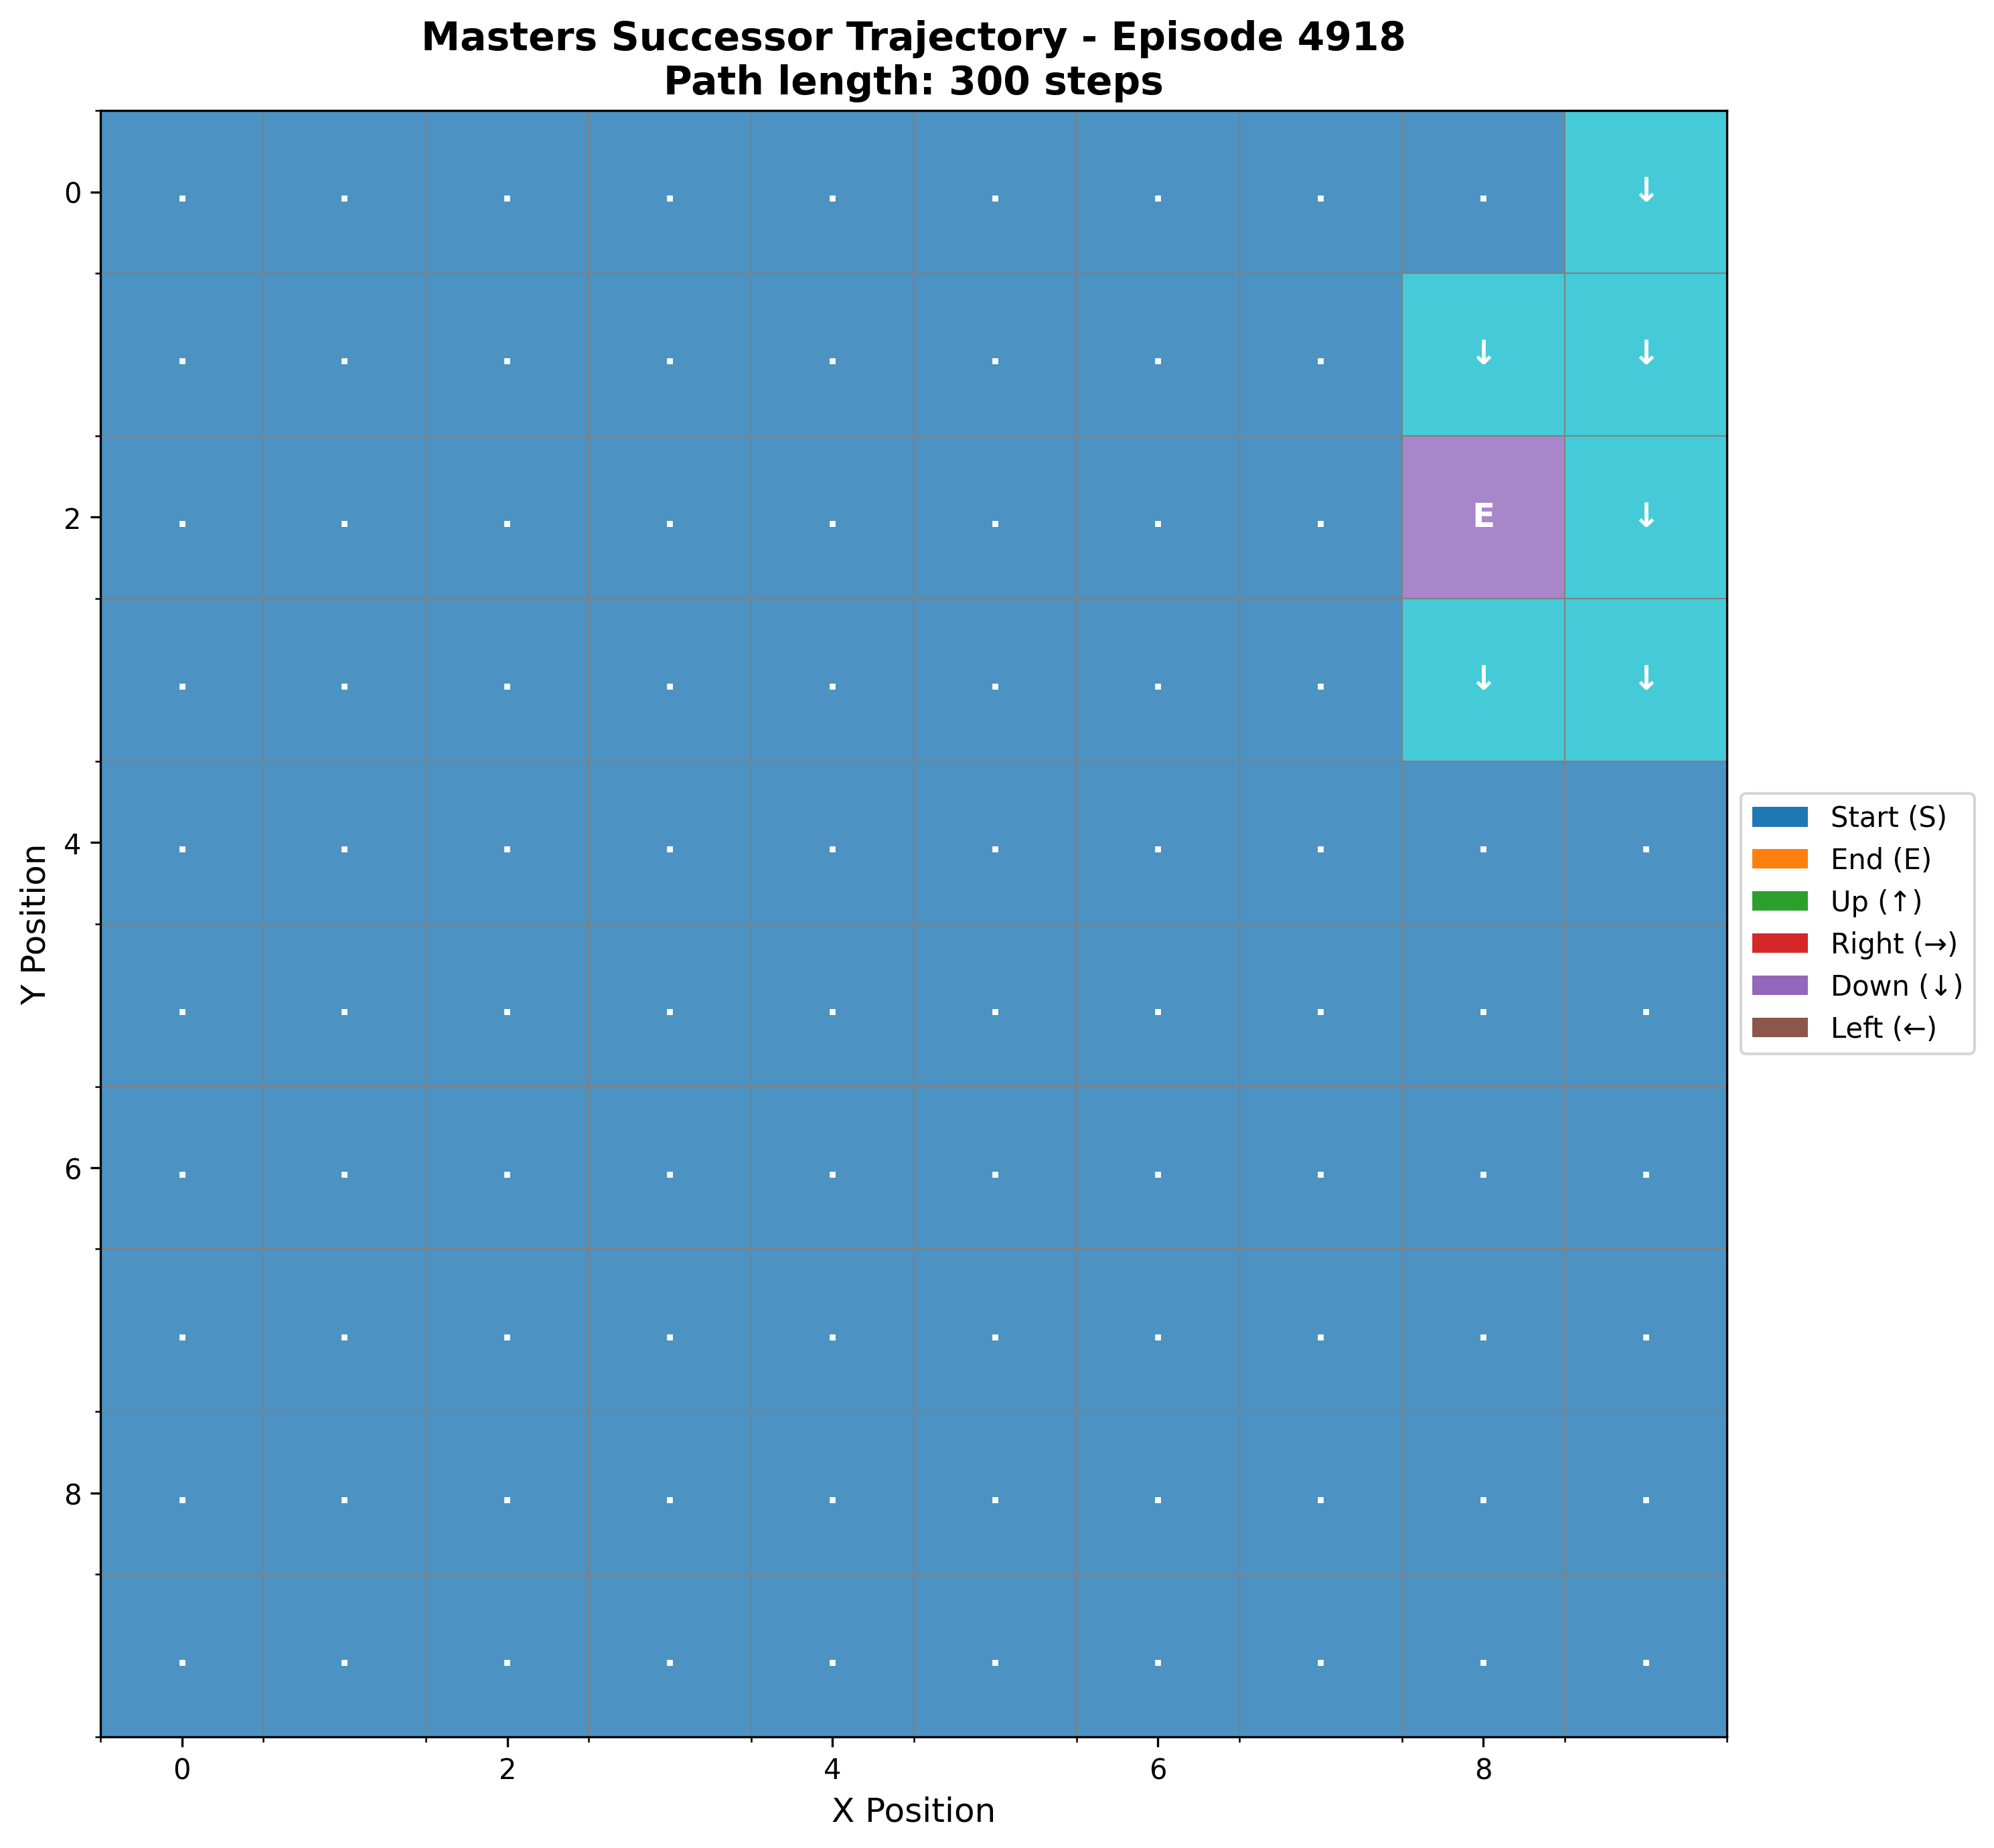 Masters Successor Trajectory - Episode 4918
Path length: 300 steps
0
. . . . . . . . . ↓
. . . . . . . . ↓ ↓
2
. . . . . . . . E ↓
. . . . . . . . ↓ ↓
4
. . . . . . . . . .
. . . . . . . . . .
6
. . . . . . . . . .
. . . . . . . . . .
8
. . . . . . . . . .
. . . . . . . . . .
0 2 4 6 8
X Position
Y Position
Start (S)
End (E)
Up (↑)
Right (→)
Down (↓)
Left (←)